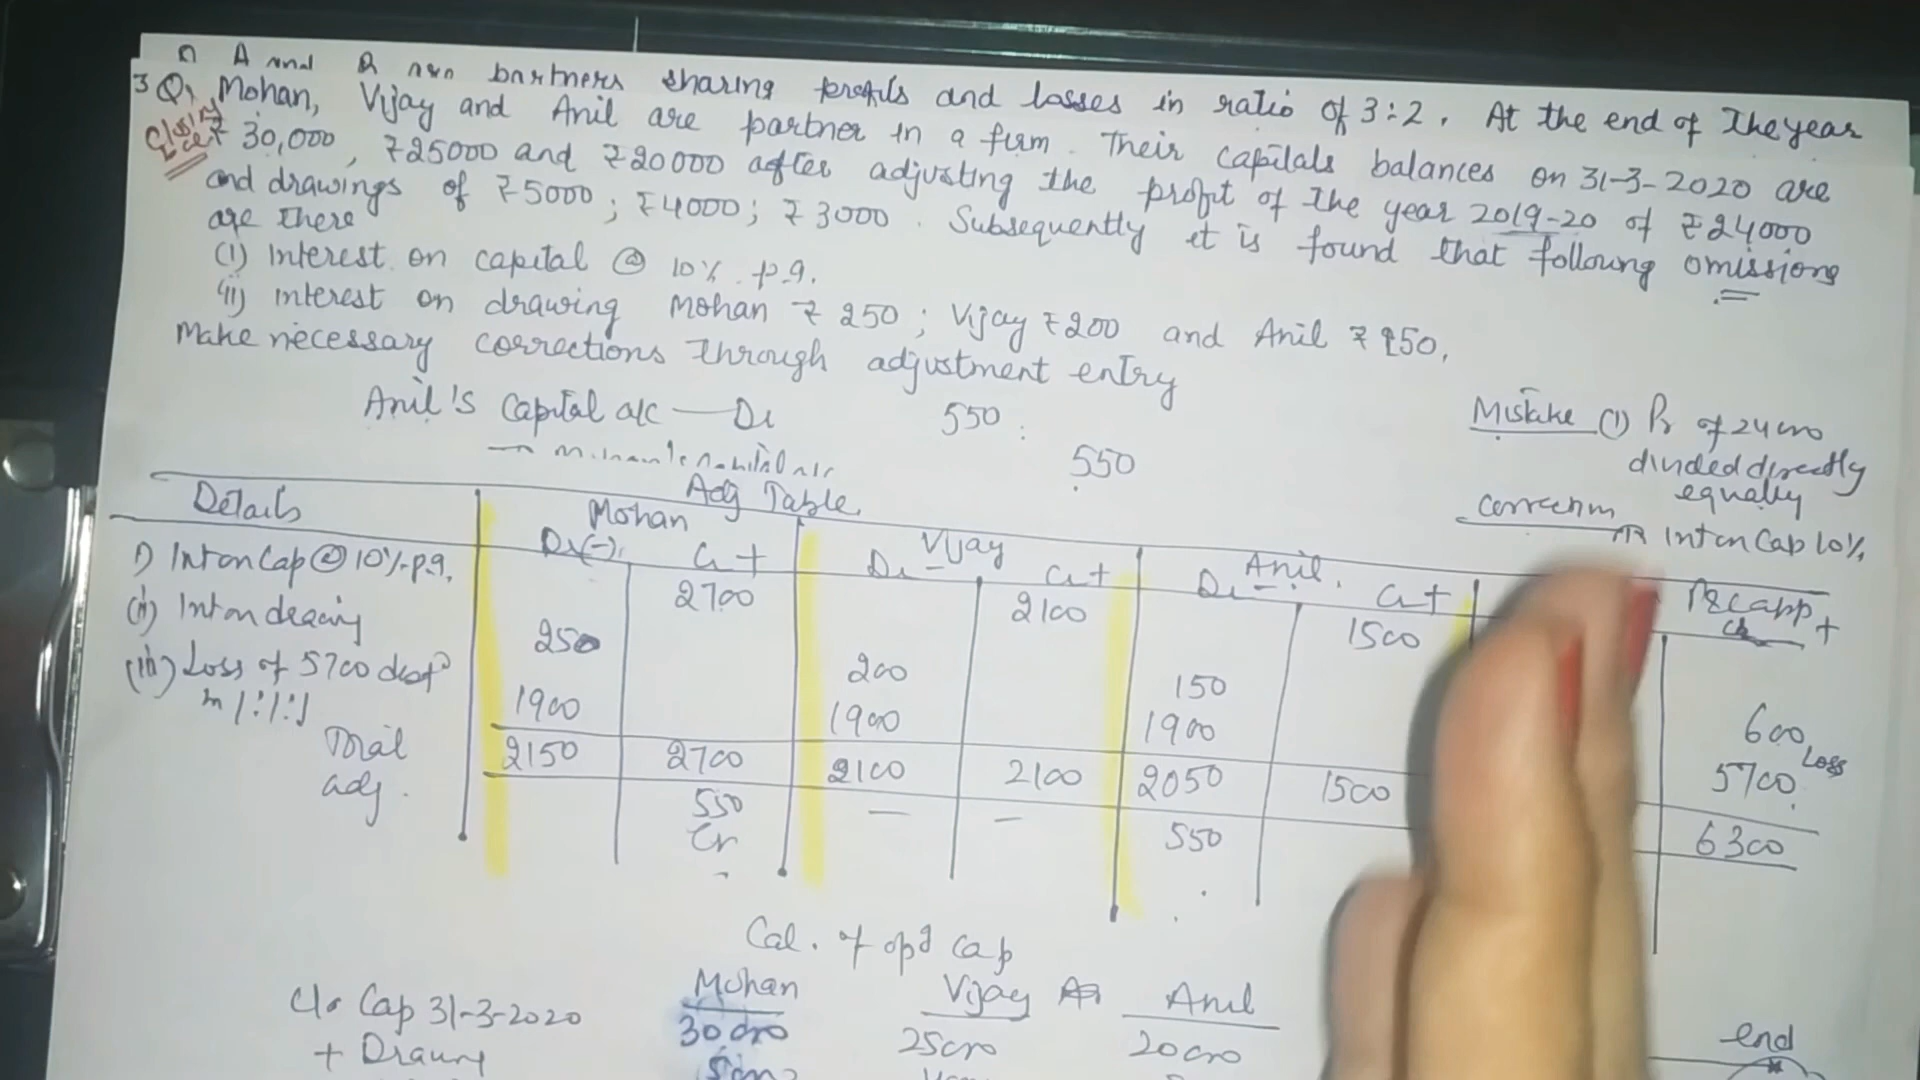 A and B are partners sharing profits and losses in ratio of 3:2. At the end of the year
3Q, Mohan, Vijay and Anil are partner in a firm. Their capitals balances on 31-3-2020 are
₹ 30,000, ₹25000 and ₹20000 after adjusting the profit of the year 2019-20 of ₹24000
and drawings of ₹5000; ₹4000; ₹3000. Subsequently it is found that following omissions
are there
(i) Interest on capital @ 10% p.a.
(ii) interest on drawing Mohan ₹ 250; Vijay ₹200 and Anil ₹150.
Make necessary corrections through adjustment entry
Anil's Capital a/c — Dr 550
550
Mistake (1) Pr of 24000
divided directly
equally
Correction
Int on Cap 10%
Adj Table
Details Mohan Vijay Anil
Dr(-) Cr + Dr - Cr + Dr - Cr + Cr +
i) Int on Cap @ 10% p.a. 2700 2100 1500
(ii) Int on drawing 250 200 150 600
(iii) Loss of 5700 1900 1900 1900 5700 Loss
in 1:1:1
Total 2150 2700 2100 2100 2050 1500 6300
adj. 550 — — 550
Cr
Cal. of opg cap
Mohan Vijay Anil
Clo Cap 31-3-2020 30000 25000 20000
+ Drawing
end